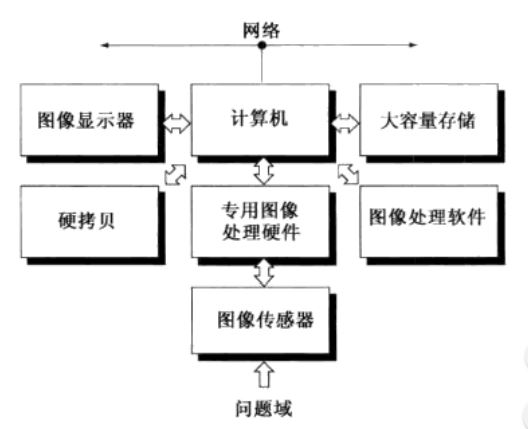 网络
图像显示器
计算机
大容量存储
硬拷贝
专用图像
处理硬件
图像处理软件
图像传感器
问题域